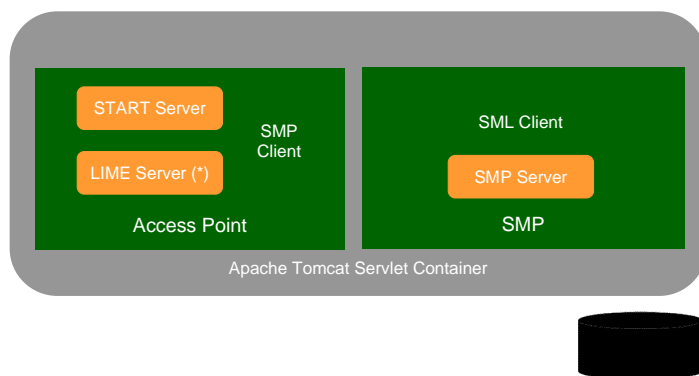 START Server
SMP
Client
LIME Server (*)
Access Point
SML Client
SMP Server
SMP
Apache Tomcat Servlet Container